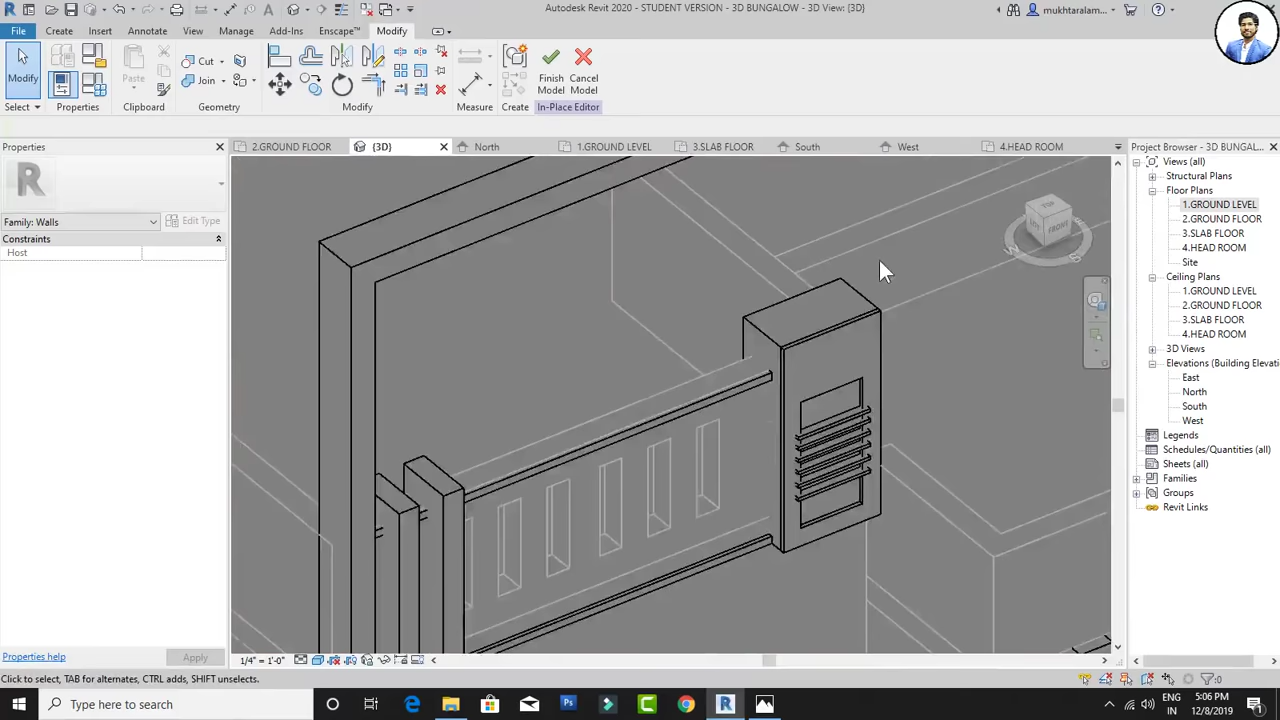 Autodesk Revit 2020 - STUDENT VERSION - 3D BUNGALOW - 3D View: {3D}
mukhtaralam...
File Create Insert Annotate View Manage Add-Ins Enscape™ Modify
Modify
Paste
Cut
Join
Finish Model
Cancel Model
Select Properties Clipboard Geometry Modify Measure Create In-Place Editor
Properties
2.GROUND FLOOR {3D} North 1.GROUND LEVEL 3.SLAB FLOOR South West 4.HEAD ROOM
Project Browser - 3D BUNGAL...
Family: Walls
Edit Type
Constraints
Host
Views (all)
Structural Plans
Floor Plans
1.GROUND LEVEL
2.GROUND FLOOR
3.SLAB FLOOR
4.HEAD ROOM
Site
Ceiling Plans
1.GROUND LEVEL
2.GROUND FLOOR
3.SLAB FLOOR
4.HEAD ROOM
3D Views
Elevations (Building Elevati
East
North
South
West
Legends
Schedules/Quantities (all)
Sheets (all)
Families
Groups
Revit Links
TOP
FRONT
W
S
Properties help
Apply
1/4" = 1'-0"
Click to select, TAB for alternates, CTRL adds, SHIFT unselects.
:0
Type here to search
ENG
IN
5:06 PM
12/8/2019